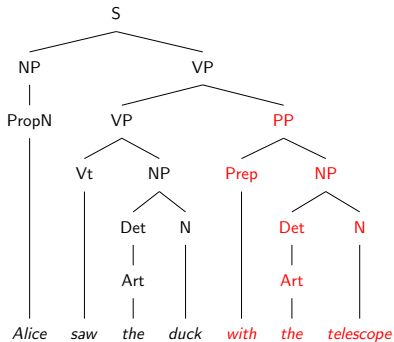 S
NP VP
PropN VP PP
Vt NP Prep NP
Det N Det N
Art Art
Alice saw the duck with the telescope